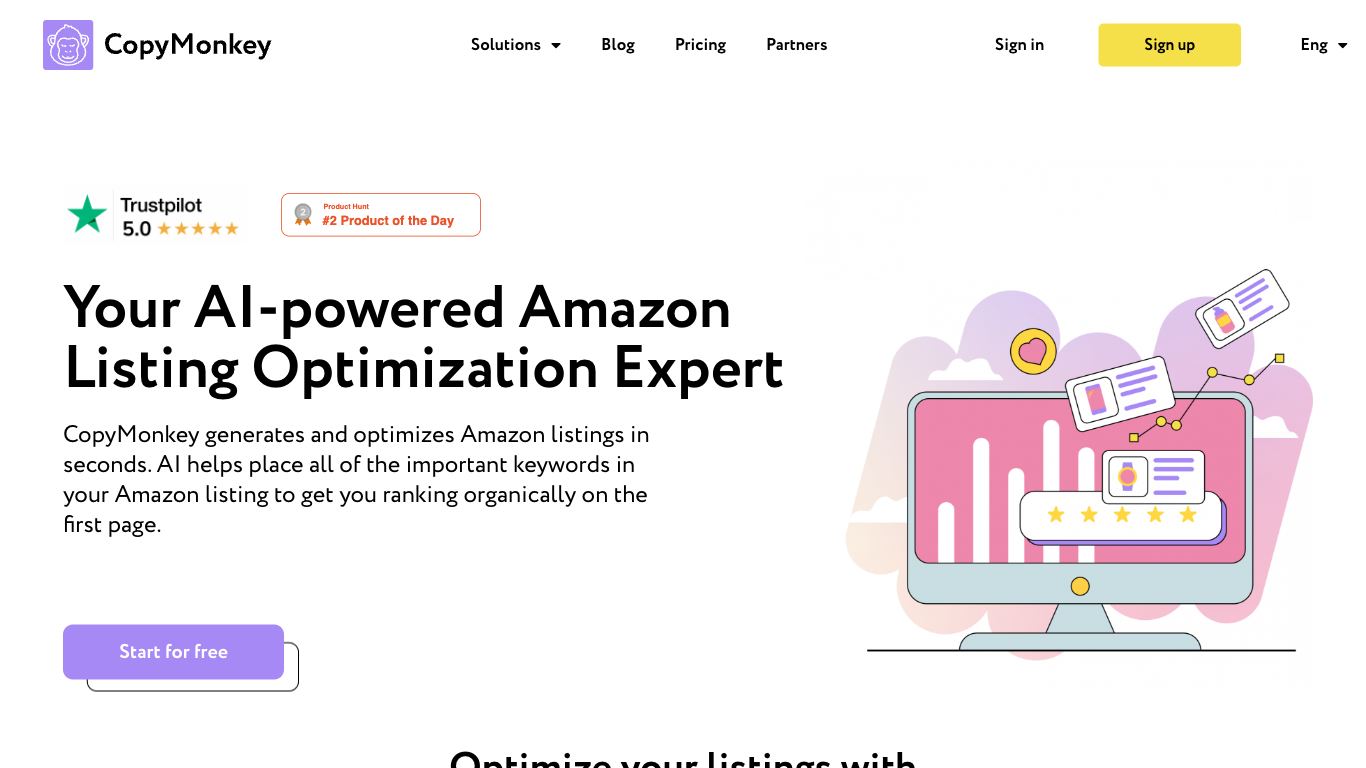 CopyMonkey
Solutions
Blog
Pricing
Partners
Sign in
Sign up
Eng
Trustpilot
5.0
2
Product Hunt
#2 Product of the Day
Your AI-powered Amazon
Listing Optimization Expert
CopyMonkey generates and optimizes Amazon listings in
seconds. AI helps place all of the important keywords in
your Amazon listing to get you ranking organically on the
first page.
Start for free
Optimize your listings with